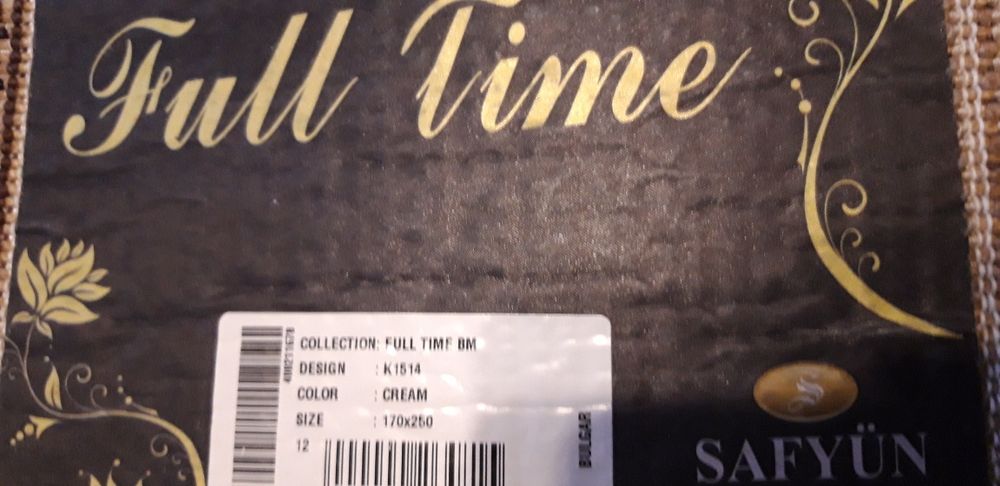 Full Time
COLLECTION: FULL TIME BM
DESIGN : K1514
COLOR : CREAM
SIZE : 170x250
12
BULGAR
S
SAFYÜN